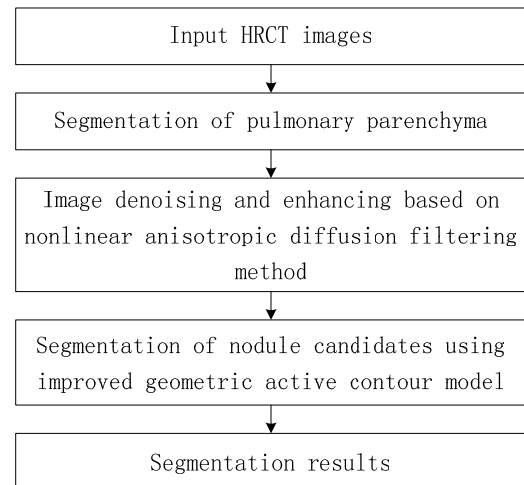 Input HRCT images
Segmentation of pulmonary parenchyma
Image denoising and enhancing based on
nonlinear anisotropic diffusion filtering
method
Segmentation of nodule candidates using
improved geometric active contour model
Segmentation results